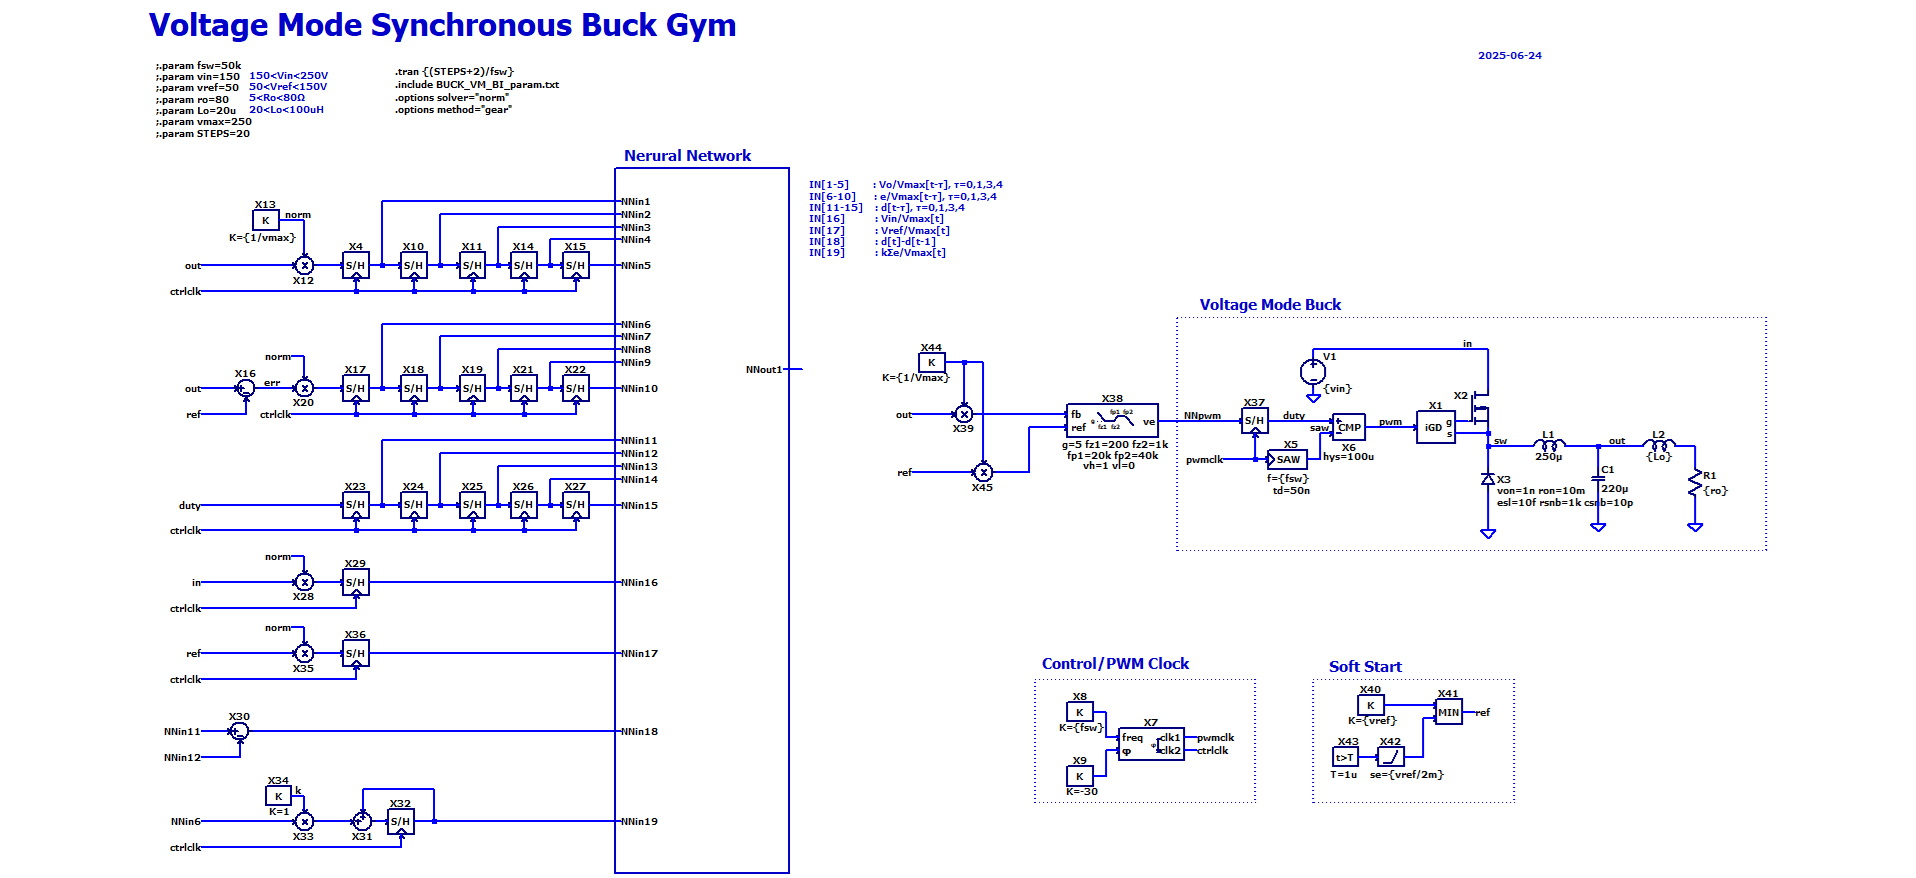 Voltage Mode Synchronous Buck Gym
2025-06-24
;.param fsw=50k
;.param vin=150 150<Vin<250V
;.param vref=50 50<Vref<150V
;.param ro=80 5<Ro<80Ω
;.param Lo=20u 20<Lo<100uH
;.param vmax=250
;.param STEPS=20
.tran {(STEPS+2)/fsw}
.include BUCK_VM_BI_param.txt
.options solver="norm"
.options method="gear"
Nerural Network
IN[1-5] : Vo/Vmax[t-τ], τ=0,1,3,4
IN[6-10] : e/Vmax[t-τ], τ=0,1,3,4
IN[11-15] : d[t-τ], τ=0,1,3,4
IN[16] : Vin/Vmax[t]
IN[17] : Vref/Vmax[t]
IN[18] : d[t]-d[t-1]
IN[19] : kΣe/Vmax[t]
X13
K
norm
K={1/vmax}
NNin1
NNin2
NNin3
NNin4
X4 X10 X11 X14 X15
out
S/H S/H S/H S/H S/H
NNin5
X12
ctrlclk
NNin6
NNin7
NNin8
NNin9
norm
X16
err
X17 X18 X19 X21 X22
out
S/H S/H S/H S/H S/H
NNin10
X20
ref
ctrlclk
NNout1
NNin11
NNin12
NNin13
NNin14
X23 X24 X25 X26 X27
duty
S/H S/H S/H S/H S/H
NNin15
ctrlclk
norm
X29
in
S/H
NNin16
X28
ctrlclk
norm
X36
ref
S/H
NNin17
X35
ctrlclk
X30
NNin11
NNin18
NNin12
X34
K
k
K=1
X32
NNin6
S/H
NNin19
X33
X31
ctrlclk
X44
K
K={1/Vmax}
out
X39
ref
X45
X38
fb
ref
g
fp1 fp2
fz1 fz2
ve
g=5 fz1=200 fz2=1k
fp1=20k fp2=40k
vh=1 vl=0
NNpwm
Voltage Mode Buck
in
V1
{vin}
X37
S/H
duty
saw
pwmclk
X5
SAW
f={fsw}
td=50n
CMP
X6
hys=100u
pwm
X1
iGD
g
s
X2
sw
L1
250µ
out
L2
{Lo}
X3
von=1n ron=10m
esl=10f rsnb=1k csnb=10p
C1
220µ
R1
{ro}
Control/PWM Clock
X8
K
K={fsw}
X7
freq
φ
φ
clk1
clk2
pwmclk
ctrlclk
X9
K
K=-30
Soft Start
X40
K
K={vref}
X41
MIN
ref
X43
t>T
T=1u
X42
se={vref/2m}